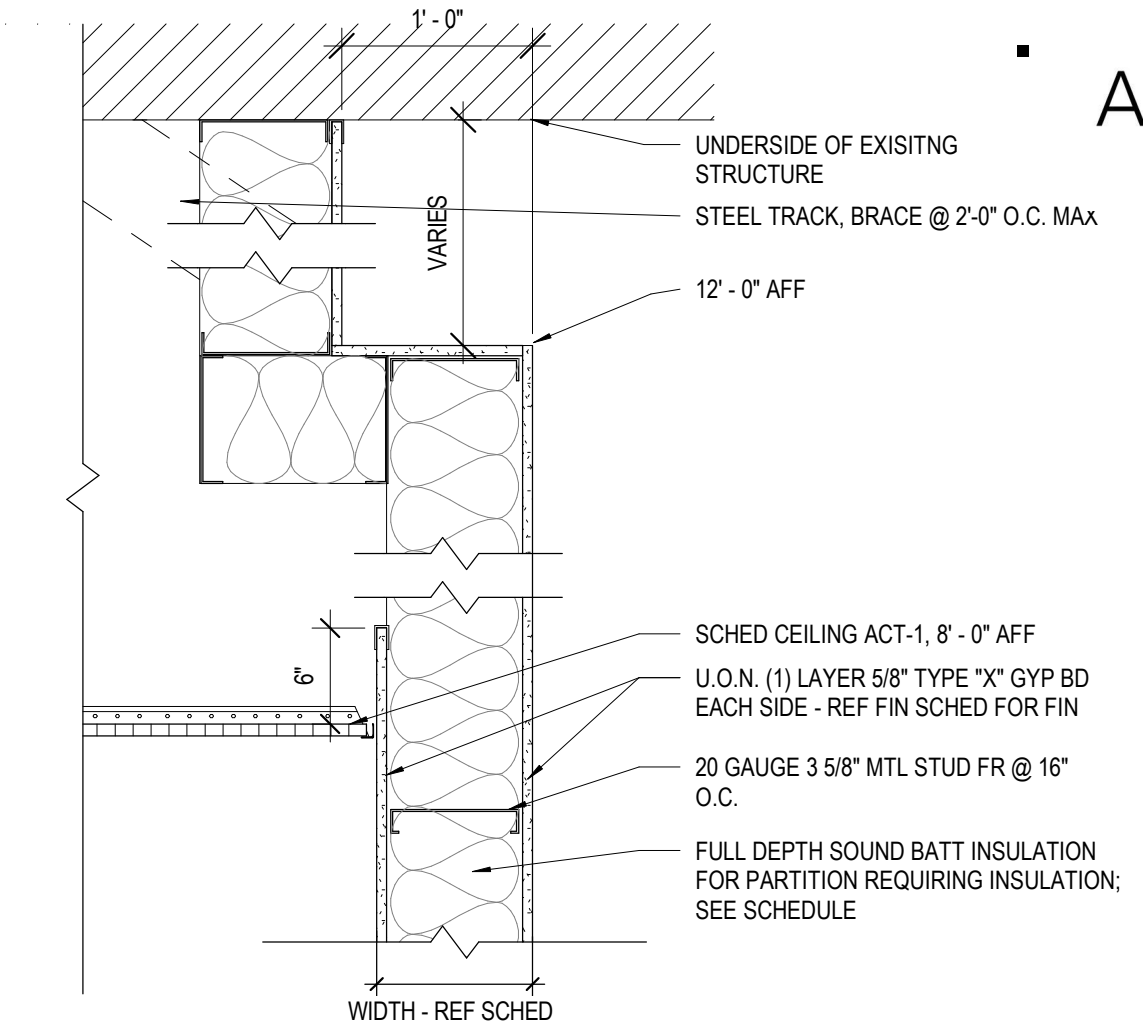 1' - 0"
A
UNDERSIDE OF EXISITNG
STRUCTURE
STEEL TRACK, BRACE @ 2'-0" O.C. MAx
VARIES
12' - 0" AFF
SCHED CEILING ACT-1, 8' - 0" AFF
6"
U.O.N. (1) LAYER 5/8" TYPE "X" GYP BD
EACH SIDE - REF FIN SCHED FOR FIN
20 GAUGE 3 5/8" MTL STUD FR @ 16"
O.C.
FULL DEPTH SOUND BATT INSULATION
FOR PARTITION REQUIRING INSULATION;
SEE SCHEDULE
WIDTH - REF SCHED